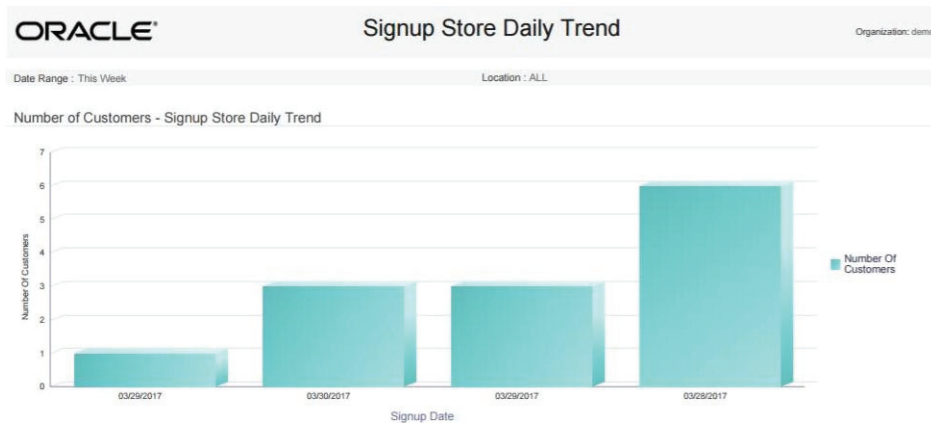 ORACLE®
Signup Store Daily Trend
Organization: demo
Date Range : This Week
Location : ALL
Number of Customers - Signup Store Daily Trend
7
6
5
4
3
2
1
0
Number Of Customers
03/29/2017
03/30/2017
03/29/2017
03/28/2017
Signup Date
Number Of
Customers